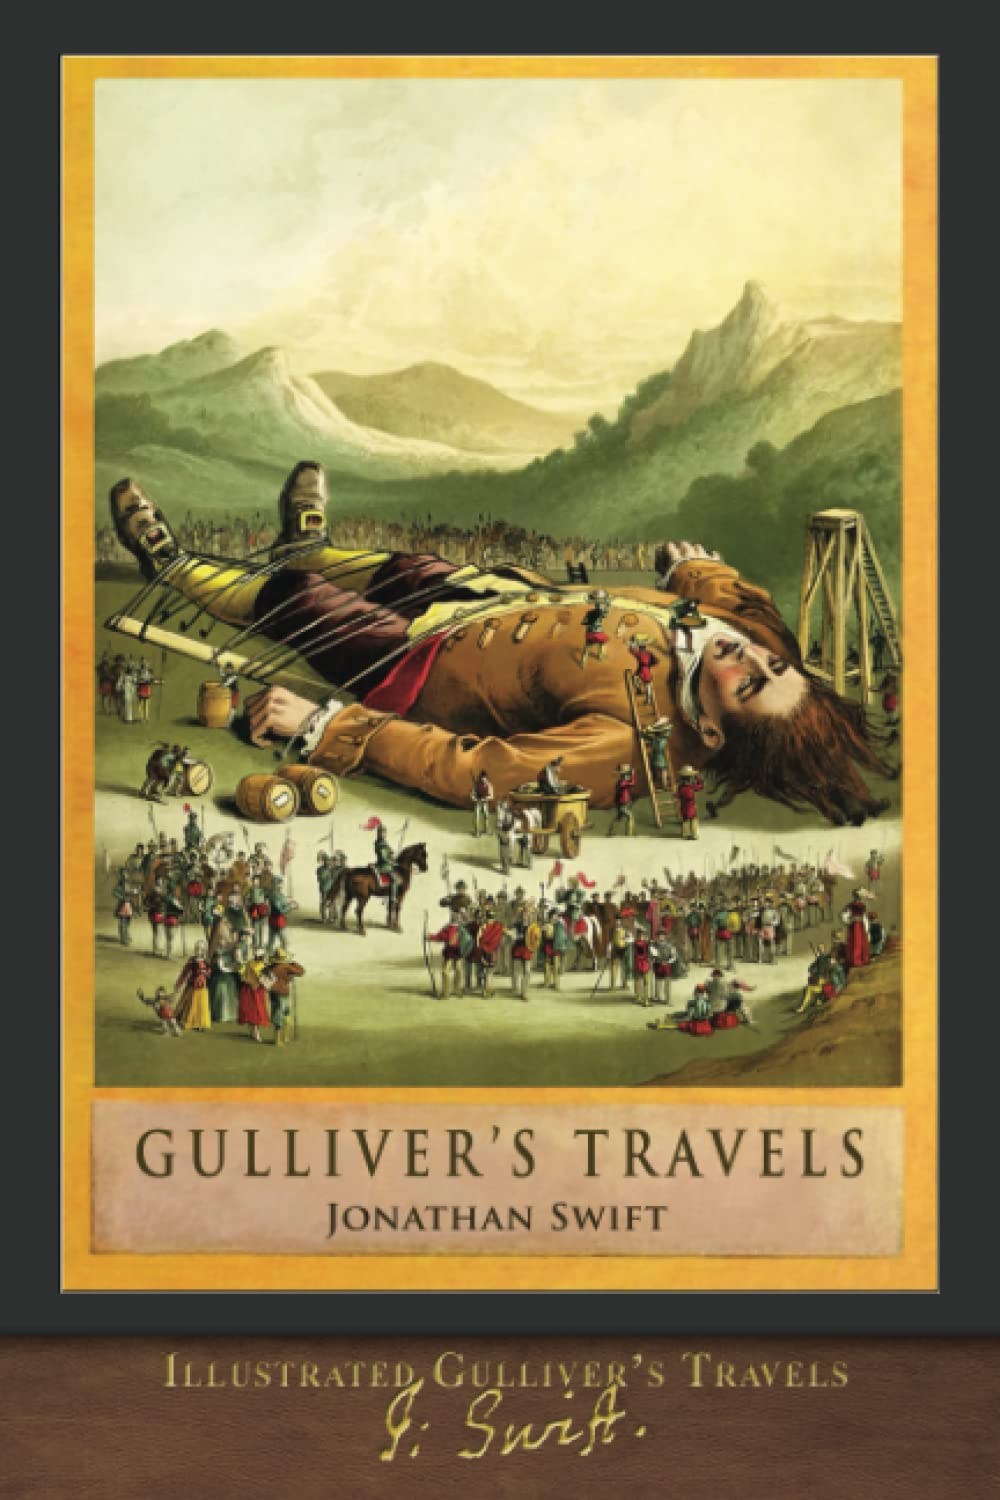 GULLIVER'S TRAVELS
JONATHAN SWIFT
ILLUSTRATED GULLIVER'S TRAVELS
J. Swift.